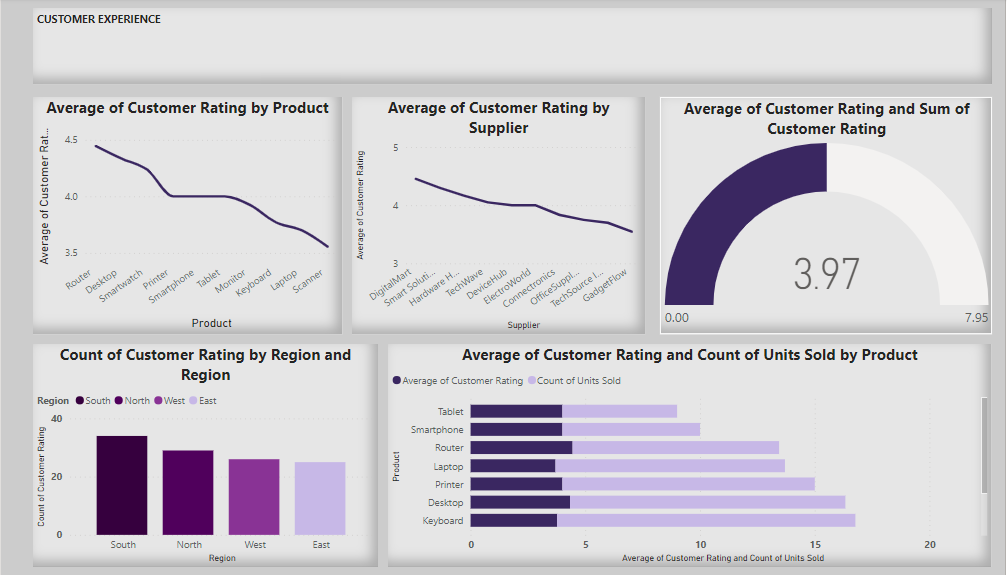 CUSTOMER EXPERIENCE
Average of Customer Rating by Product
Average of Customer Rat...
4.5
4.0
3.5
Router
Desktop
Smartwatch
Printer
Smartphone
Tablet
Monitor
Keyboard
Laptop
Scanner
Product
Average of Customer Rating by
Supplier
Average of Customer Rating
5
4
3
DigitalMart
Smart Soluti...
Hardware H...
TechWave
DeviceHub
ElectroWorld
Connectronics
OfficeSuppl...
TechSource I...
GadgetFlow
Supplier
Average of Customer Rating and Sum of
Customer Rating
3.97
0.00
7.95
Count of Customer Rating by Region and
Region
Region South North West East
Count of Customer Rating
40
20
0
South
North
West
East
Region
Average of Customer Rating and Count of Units Sold by Product
Average of Customer Rating Count of Units Sold
Product
Tablet
Smartphone
Router
Laptop
Printer
Desktop
Keyboard
0
5
10
15
20
Average of Customer Rating and Count of Units Sold